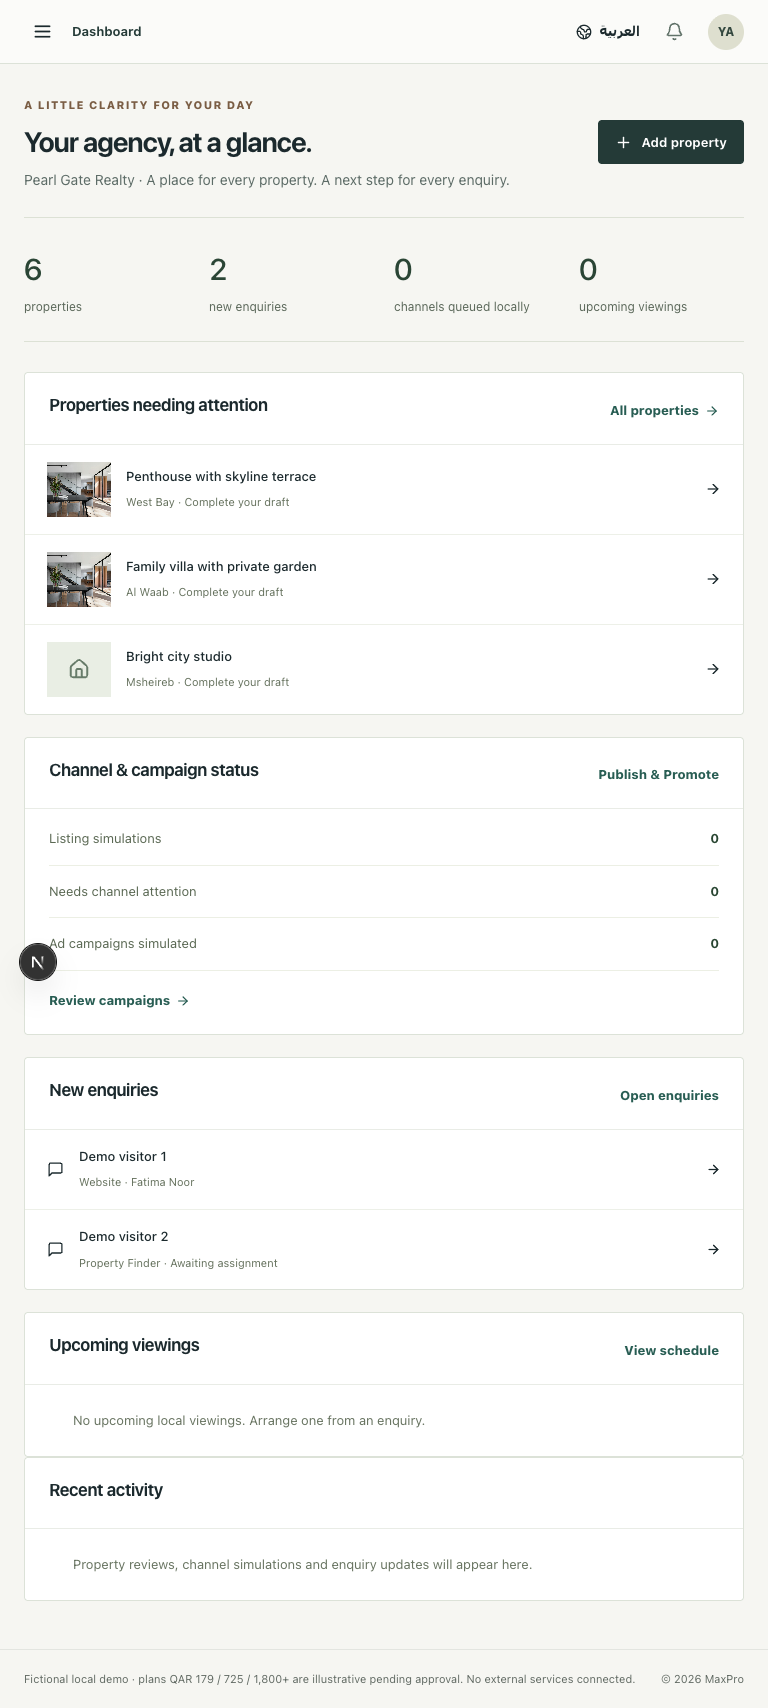 Dashboard
العربية
YA
A LITTLE CLARITY FOR YOUR DAY
Your agency, at a glance.
Add property
Pearl Gate Realty · A place for every property. A next step for every enquiry.
6
2
0
0
properties
new enquiries
channels queued locally
upcoming viewings
Properties needing attention
All properties →
Penthouse with skyline terrace
West Bay · Complete your draft
Family villa with private garden
Al Waab · Complete your draft
Bright city studio
Msheireb · Complete your draft
Channel & campaign status
Publish & Promote
Listing simulations
0
Needs channel attention
0
Ad campaigns simulated
0
N
Review campaigns →
New enquiries
Open enquiries
Demo visitor 1
Website · Fatima Noor
Demo visitor 2
Property Finder · Awaiting assignment
Upcoming viewings
View schedule
No upcoming local viewings. Arrange one from an enquiry.
Recent activity
Property reviews, channel simulations and enquiry updates will appear here.
Fictional local demo · plans QAR 179 / 725 / 1,800+ are illustrative pending approval. No external services connected.
© 2026 MaxPro